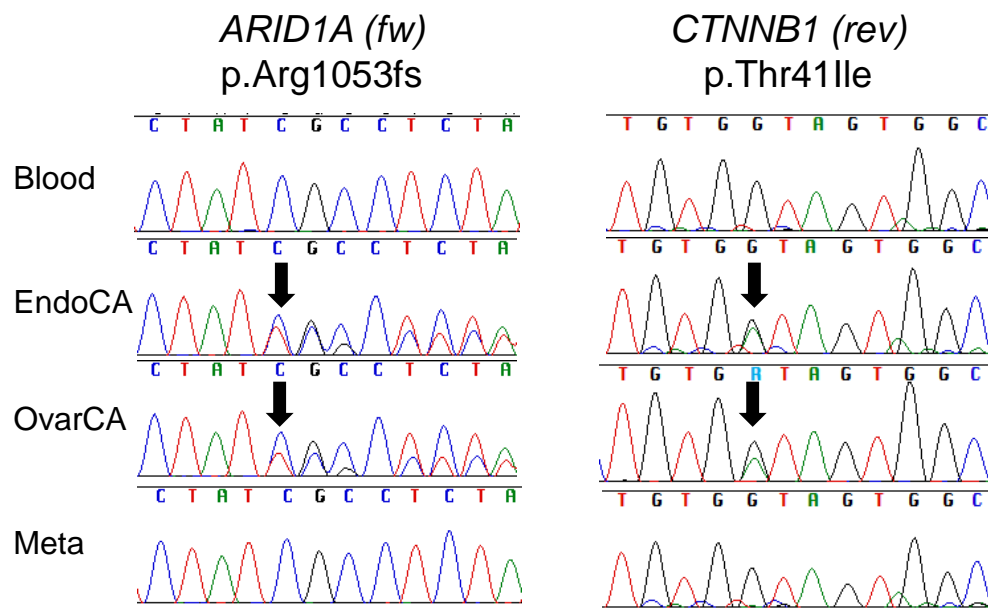 ARID1A (fw)
p.Arg1053fs
CTNNB1 (rev)
p.Thr41Ile
C T A T C G C C T C T A
T G T G G T A G T G G C
Blood
C T A T C G C C T C T A
T G T G G T A G T G G C
EndoCA
C T A T C G C C T C T A
T G T G R T A G T G G C
OvarCA
C T A T C G C C T C T A
T G T G G T A G T G G C
Meta